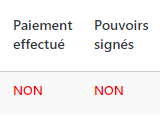 Paiement Pouvoirs
effectué signés
NON NON